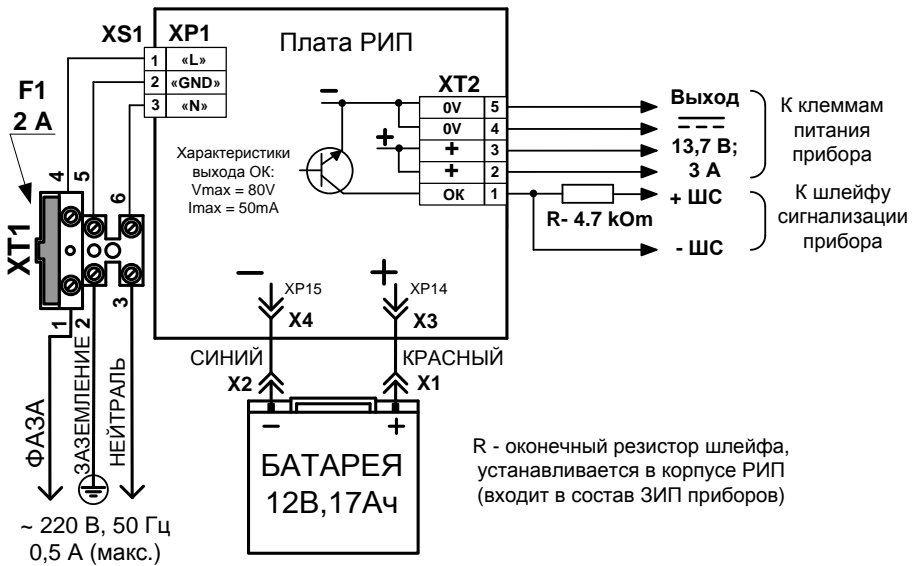 XS1 XP1
1 «L»
2 «GND»
3 «N»
Плата РИП
F1
2 А
4
5
6
XT1
1
2
3
Характеристики
выхода ОК:
Vmax = 80V
Imax = 50mA
–
+
XT2
0V 5
0V 4
+ 3
+ 2
ОК 1
Выход
13,7 В;
3 А
К клеммам
питания
прибора
R- 4.7 kOm
+ ШС
- ШС
К шлейфу
сигнализации
прибора
–
+
XP15
XP14
X4
X3
СИНИЙ
КРАСНЫЙ
X2
X1
–
+
БАТАРЕЯ
12В,17Ач
ФАЗА
ЗАЗЕМЛЕНИЕ
НЕЙТРАЛЬ
~ 220 В, 50 Гц
0,5 А (макс.)
R - оконечный резистор шлейфа,
устанавливается в корпусе РИП
(входит в состав ЗИП приборов)